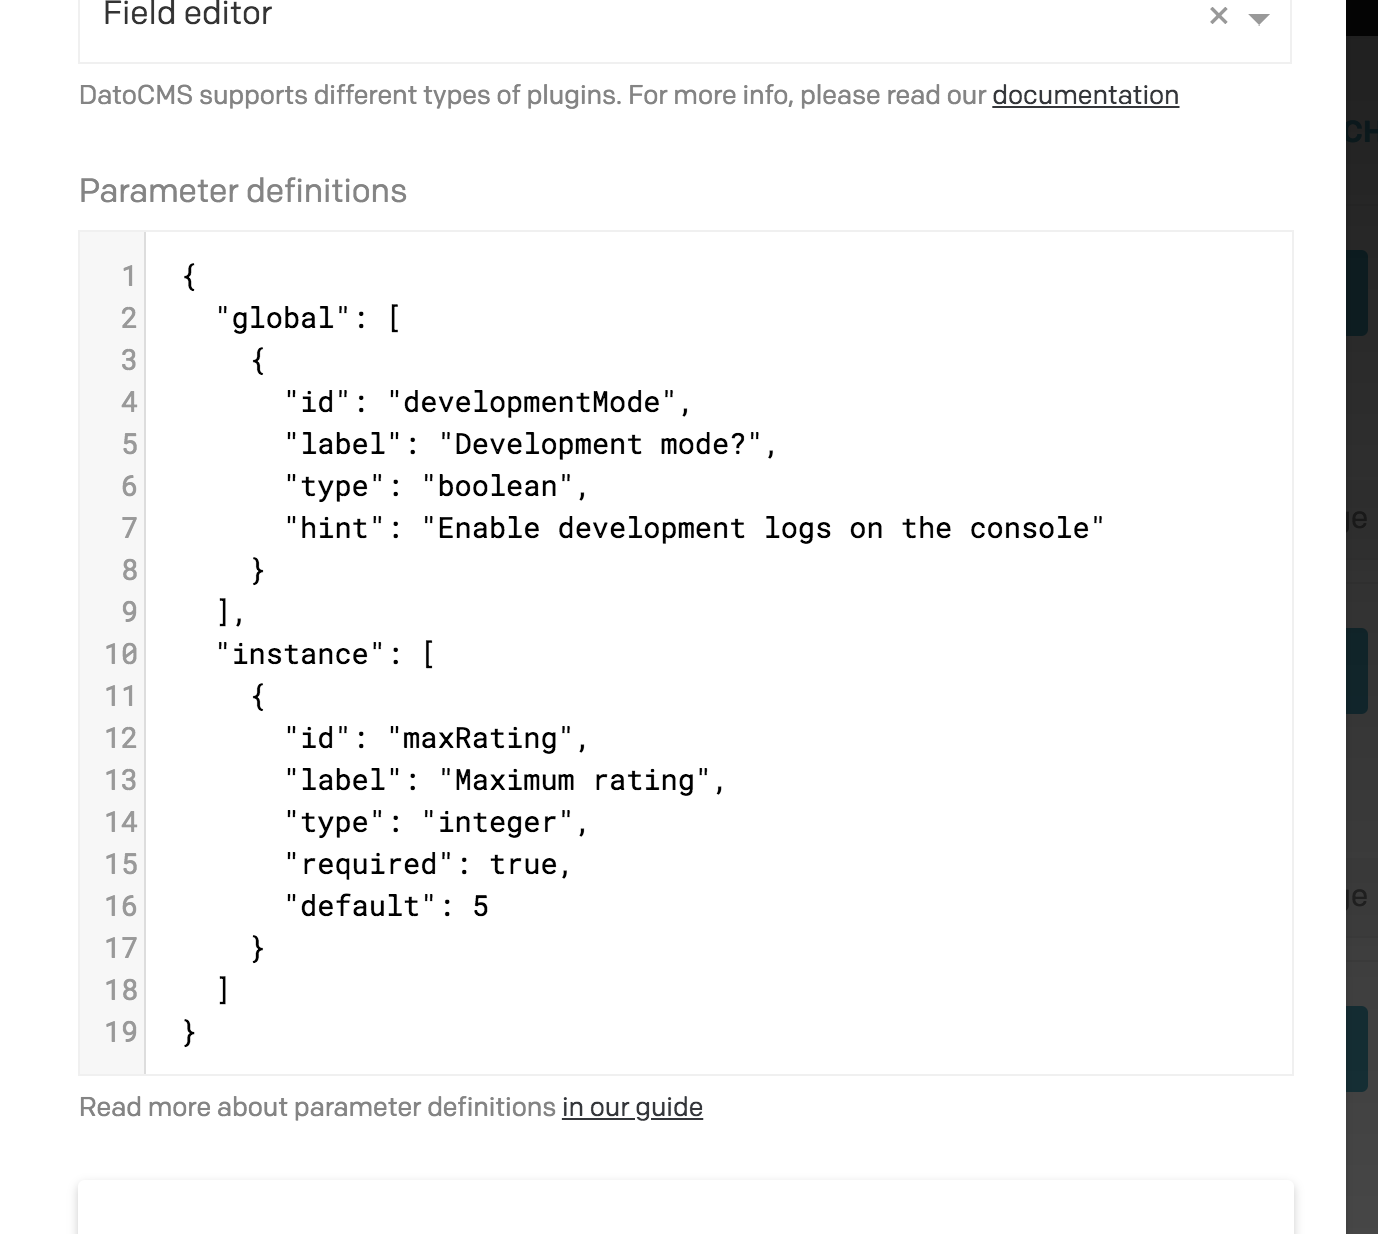 Field editor
DatoCMS supports different types of plugins. For more info, please read our documentation
Parameter definitions
1 {
2   "global": [
3     {
4       "id": "developmentMode",
5       "label": "Development mode?",
6       "type": "boolean",
7       "hint": "Enable development logs on the console"
8     }
9   ],
10   "instance": [
11     {
12       "id": "maxRating",
13       "label": "Maximum rating",
14       "type": "integer",
15       "required": true,
16       "default": 5
17     }
18   ]
19 }
Read more about parameter definitions in our guide